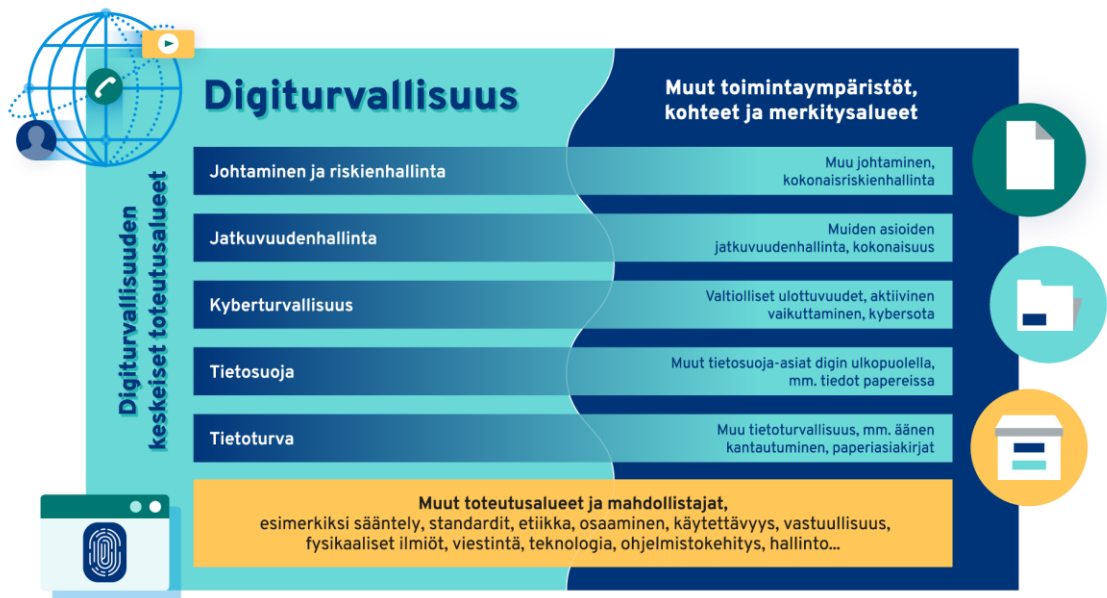 Digiturvallisuus
Muut toimintaympäristöt,
kohteet ja merkitysalueet
Digiturvallisuuden
keskeiset toteutusalueet
Johtaminen ja riskienhallinta
Muu johtaminen,
kokonaisriskienhallinta
Jatkuvuudenhallinta
Muiden asioiden
jatkuvuudenhallinta, kokonaisuus
Kyberturvallisuus
Valtiolliset ulottuvuudet, aktiivinen
vaikuttaminen, kybersota
Tietosuoja
Muut tietosuoja-asiat digin ulkopuolella,
mm. tiedot papereissa
Tietoturva
Muu tietoturvallisuus, mm. äänen
kantautuminen, paperiasiakirjat
Muut toteutusalueet ja mahdollistajat,
esimerkiksi sääntely, standardit, etiikka, osaaminen, käytettävyys, vastuullisuus,
fysikaaliset ilmiöt, viestintä, teknologia, ohjelmistokehitys, hallinto...